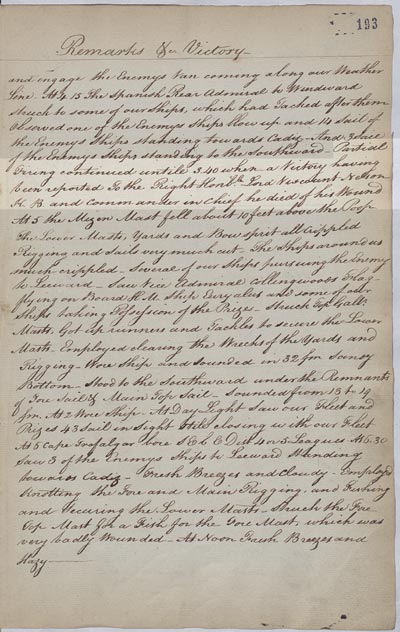 193
Remarks &c Victory
and engage the Enemys Van coming along our Weather
Line. At 4.15 The Spanish Rear Admiral to Windward
Struck to some of our Ships, which had Tacked after them
Observed one of the Enemys Ships blow up and 14 Sail of
the Enemys Ships standing towards Cadiz – And 3 Sail
of the Enemys Ships standing to the Southward – Partial
Firing continued untile 4.40 when a Victory having
been reported To the Right Honble. Lord Viscount Nelson
K. B. and Commander in Chief he died of his Wound
At 5 the Mizen Mast fell about 10 feet above the Poop
The Lower Masts, Yards and Bowsprit all crippled
Rigging and Sails very much cut – The Ships around us
much crippled – Several of our Ships pursuing the Enemy
to Leeward – Saw Vice Admiral Collingwoods Flag
flying on Board H.M. Ship Euryalus and some of our
Ships taking Possession of the Prizes – Struck Top Gallt.
Masts, Got up runners and Tackles to secure the Lower
Masts – Employed clearing the Wrecks of the Yards and
Rigging – Wore Ship and Sounded in 32 fm Sandy
Bottom – Stood to the Southward under the Remnants
of Fore Sail & Main Top Sail – Sounded from 13 to 19
fm At 2 Wore Ship – At Day Light Saw our Fleet and
Prizes 43 Sail in Sight Still closing with our Fleet
At 5 Cape Trafalgar bore S E b E Dist 4 or 5 Leagues At 6.30
Saw 3 of the Enemys Ships to Leeward Standing
towards Cadiz – Fresh Breezes and Cloudy – Employed
Knotting the Fore and Main Rigging, and Fishing
and Securing the Lower Masts – Struck the Fore
Top Mast for a Fish for the Fore Mast, which was
very badly Wounded – At Noon Fresh Breezes and
Hazy